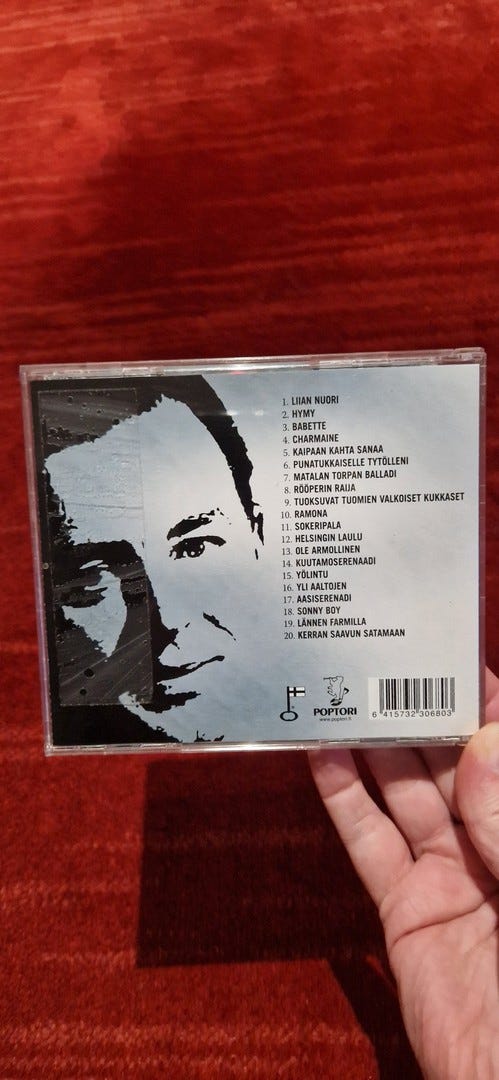 1. LIIAN NUORI
2. HYMY
3. BABETTE
4. CHARMAINE
5. KAIPAAN KAHTA SANAA
6. PUNATUKKAISELLE TYTÖLLENI
7. MATALAN TORPAN BALLADI
8. RÖÖPERIN RAIJA
9. TUOKSUVAT TUOMIEN VALKOISET KUKKASET
10. RAMONA
11. SOKERIPALA
12. HELSINGIN LAULU
13. OLE ARMOLLINEN
14. KUUTAMOSERENAADI
15. YÖLINTU
16. YLI AALTOJEN
17. AASISERENADI
18. SONNY BOY
19. LÄNNEN FARMILLA
20. KERRAN SAAVUN SATAMAAN
POPTORI
www.poptori.fi
6 415732 306803